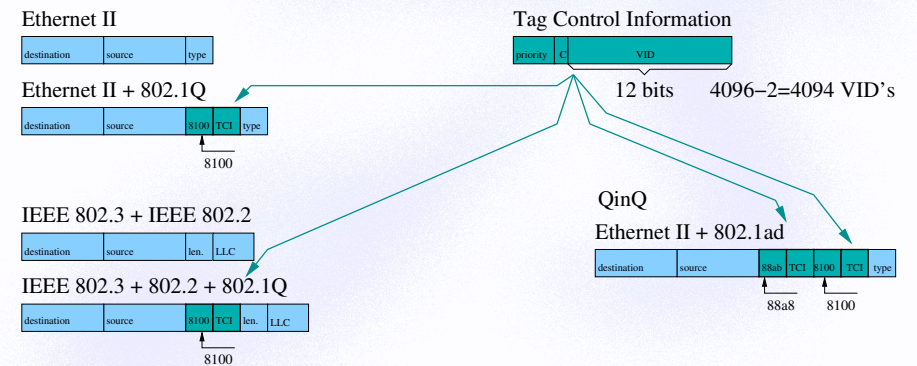 Ethernet II
destination source type
Ethernet II + 802.1Q
destination source 8100 TCI type
8100
IEEE 802.3 + IEEE 802.2
destination source len. LLC
IEEE 802.3 + 802.2 + 802.1Q
destination source 8100 TCI len. LLC
8100
Tag Control Information
priority C VID
12 bits 4096−2=4094 VID's
QinQ
Ethernet II + 802.1ad
destination source 88ab TCI 8100 TCI type
88a8 8100